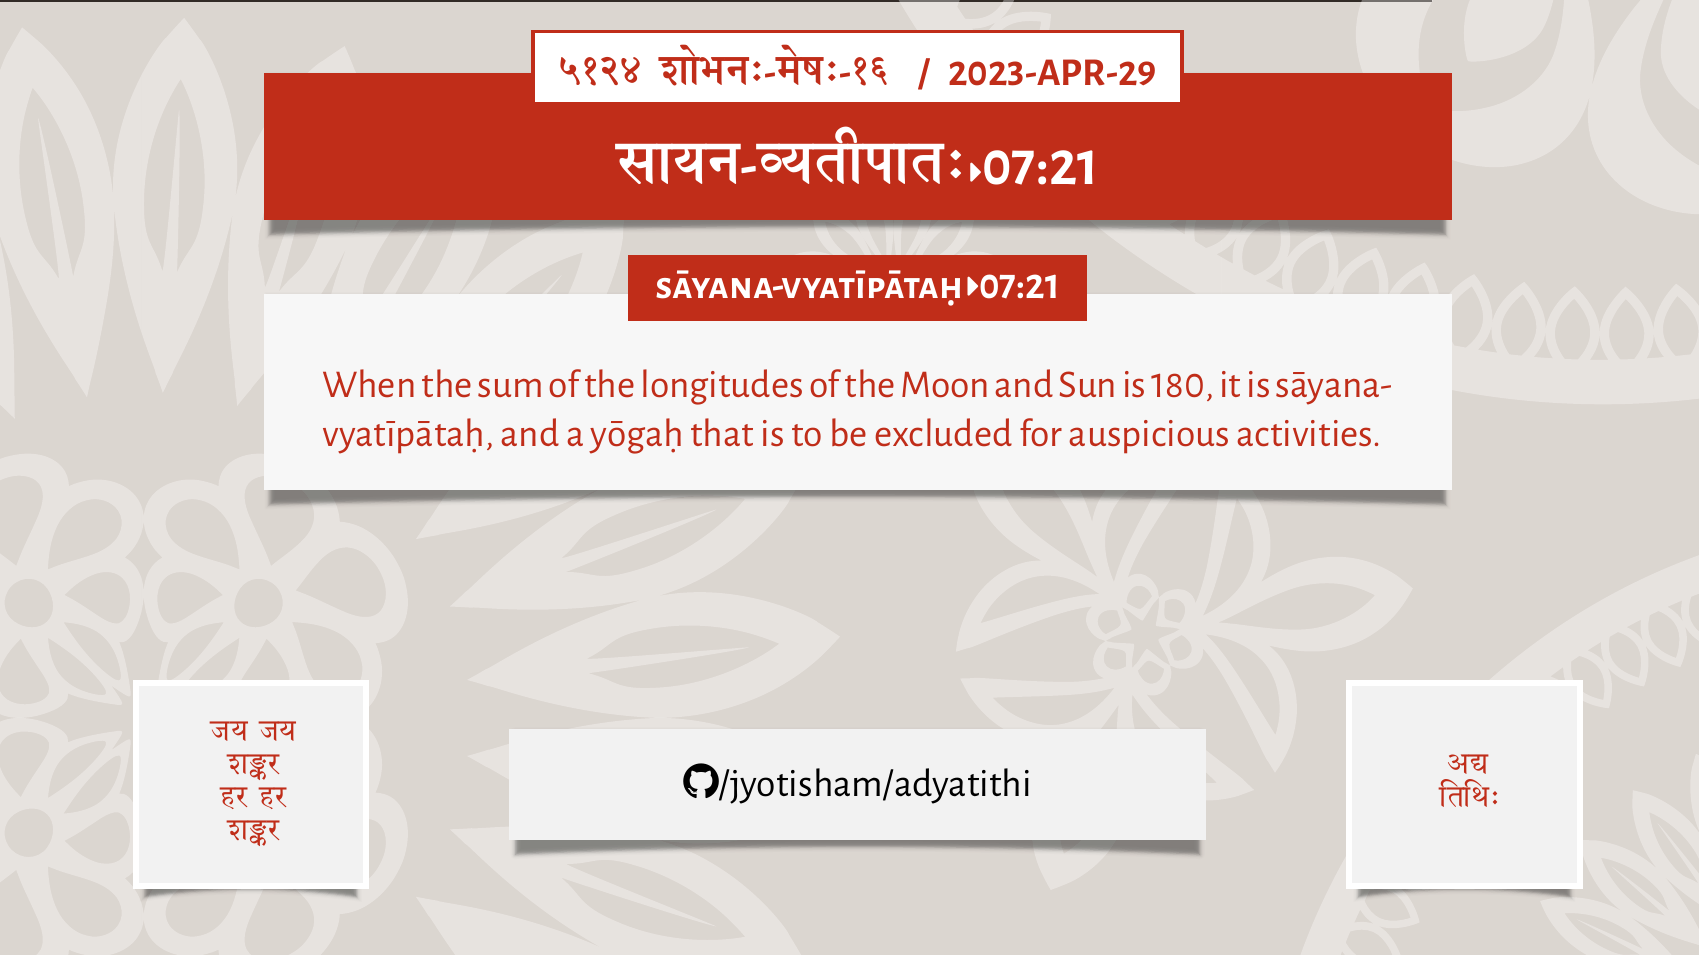 ५१२४ शोभनः-मेषः-१६ / 2023-APR-29
सायन-व्यतीपातः▸07:21
SĀYANA-VYATĪPĀTAḤ▸07:21
When the sum of the longitudes of the Moon and Sun is 180, it is sāyana-
vyatīpātaḥ, and a yōgaḥ that is to be excluded for auspicious activities.
जय जय
शङ्कर
हर हर
शङ्कर
/jyotisham/adyatithi
अद्य
तिथिः